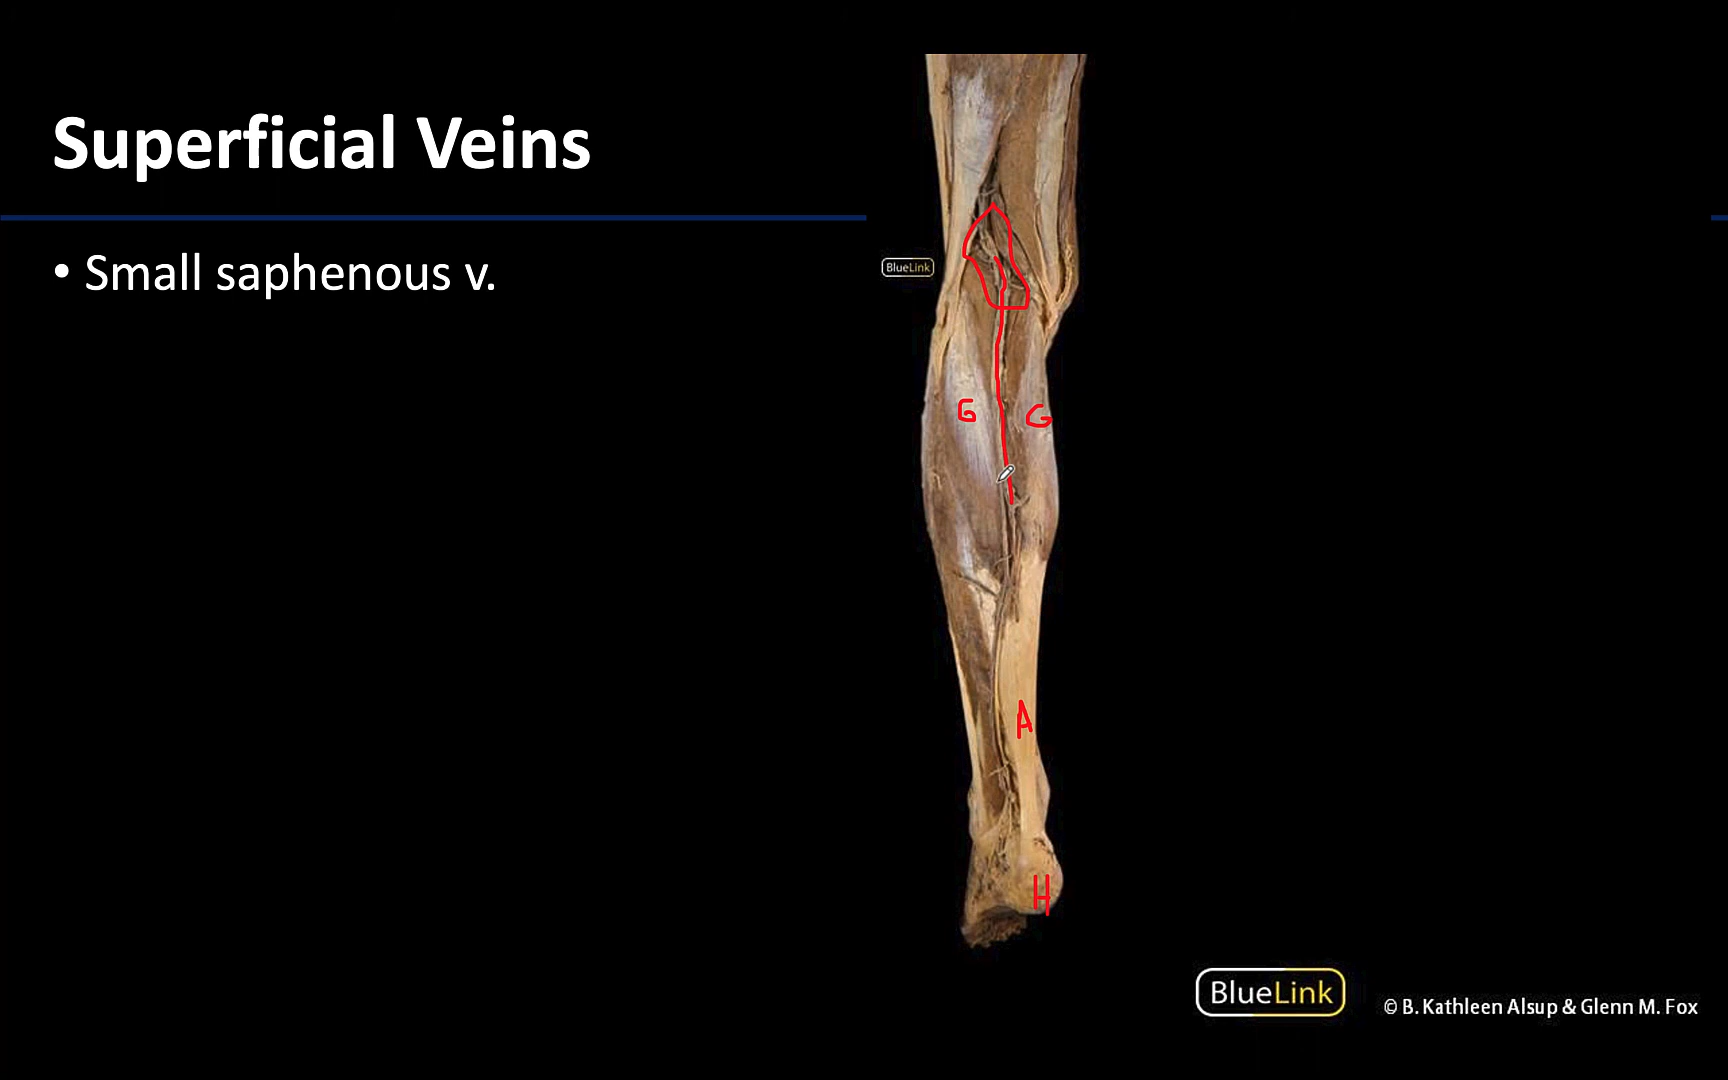 Superficial Veins
• Small saphenous v.
BlueLink
G G
A
H
BlueLink
© B. Kathleen Alsup & Glenn M. Fox